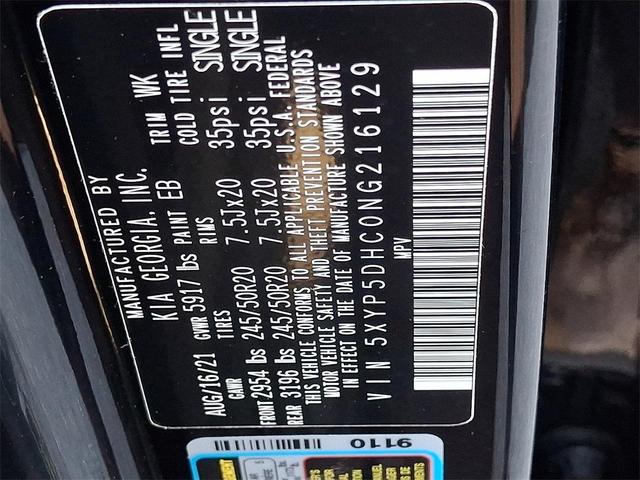 MANUFACTURED BY
KIA GEORGIA, INC.
AUG/16/21 GVWR 5917 lbs PAINT EB TRIM WK
GAWR TIRES RIMS COLD TIRE INFL
FRONT 2954 lbs 245/50R20 7.5Jx20 35psi SINGLE
REAR 3196 lbs 245/50R20 7.5Jx20 35psi SINGLE
THIS VEHICLE CONFORMS TO ALL APPLICABLE U.S.A. FEDERAL
MOTOR VEHICLE SAFETY AND THEFT PREVENTION STANDARDS
IN EFFECT ON THE DATE OF MANUFACTURE SHOWN ABOVE
VIN 5XYP5DHC0NG216129
MPV
9110